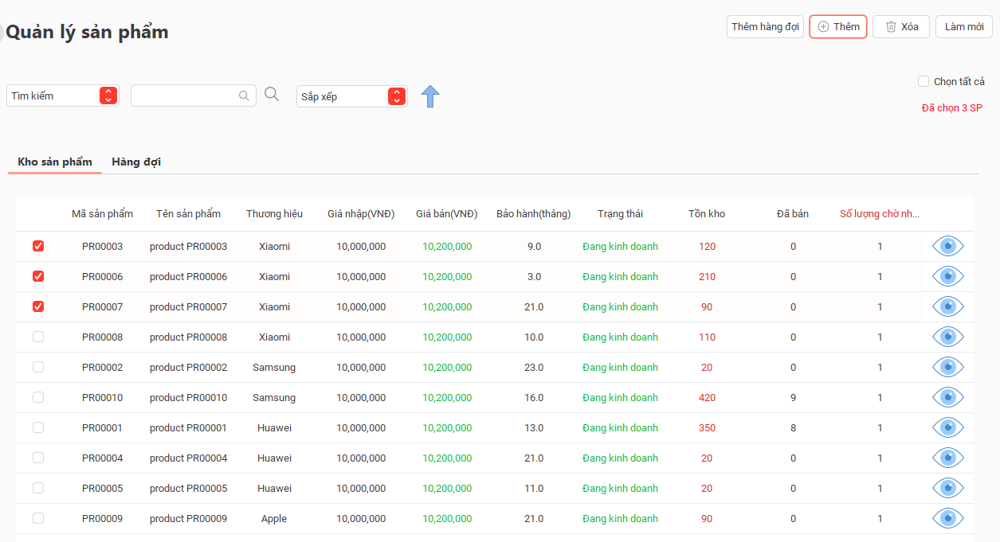 Quản lý sản phẩm
Thêm hàng đợi Thêm Xóa Làm mới
Tìm kiếm Sắp xếp
Chọn tất cả
Đã chọn 3 SP
Kho sản phẩm Hàng đợi
Mã sản phẩm Tên sản phẩm Thương hiệu Giá nhập(VNĐ) Giá bán(VNĐ) Bảo hành(tháng) Trạng thái Tồn kho Đã bán Số lượng chờ nh...
PR00003 product PR00003 Xiaomi 10,000,000 10,200,000 9.0 Đang kinh doanh 120 0 1
PR00006 product PR00006 Xiaomi 10,000,000 10,200,000 3.0 Đang kinh doanh 210 0 1
PR00007 product PR00007 Xiaomi 10,000,000 10,200,000 21.0 Đang kinh doanh 90 0 1
PR00008 product PR00008 Xiaomi 10,000,000 10,200,000 10.0 Đang kinh doanh 110 0 1
PR00002 product PR00002 Samsung 10,000,000 10,200,000 23.0 Đang kinh doanh 20 0 1
PR00010 product PR00010 Samsung 10,000,000 10,200,000 16.0 Đang kinh doanh 420 9 1
PR00001 product PR00001 Huawei 10,000,000 10,200,000 13.0 Đang kinh doanh 350 8 1
PR00004 product PR00004 Huawei 10,000,000 10,200,000 21.0 Đang kinh doanh 20 0 1
PR00005 product PR00005 Huawei 10,000,000 10,200,000 11.0 Đang kinh doanh 20 0 1
PR00009 product PR00009 Apple 10,000,000 10,200,000 21.0 Đang kinh doanh 90 0 1